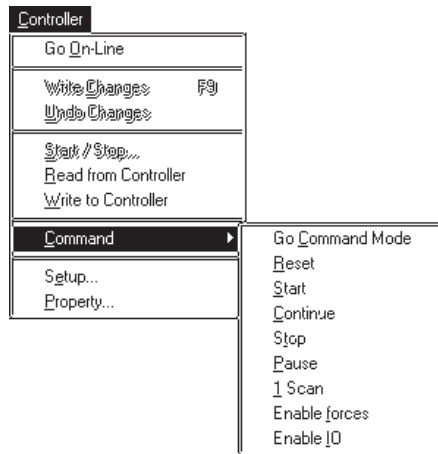 Controller
Go On-Line
Write Changes F9
Undo Changes
Start / Stop...
Read from Controller
Write to Controller
Command
Setup...
Property...
Go Command Mode
Reset
Start
Continue
Stop
Pause
1 Scan
Enable forces
Enable IO